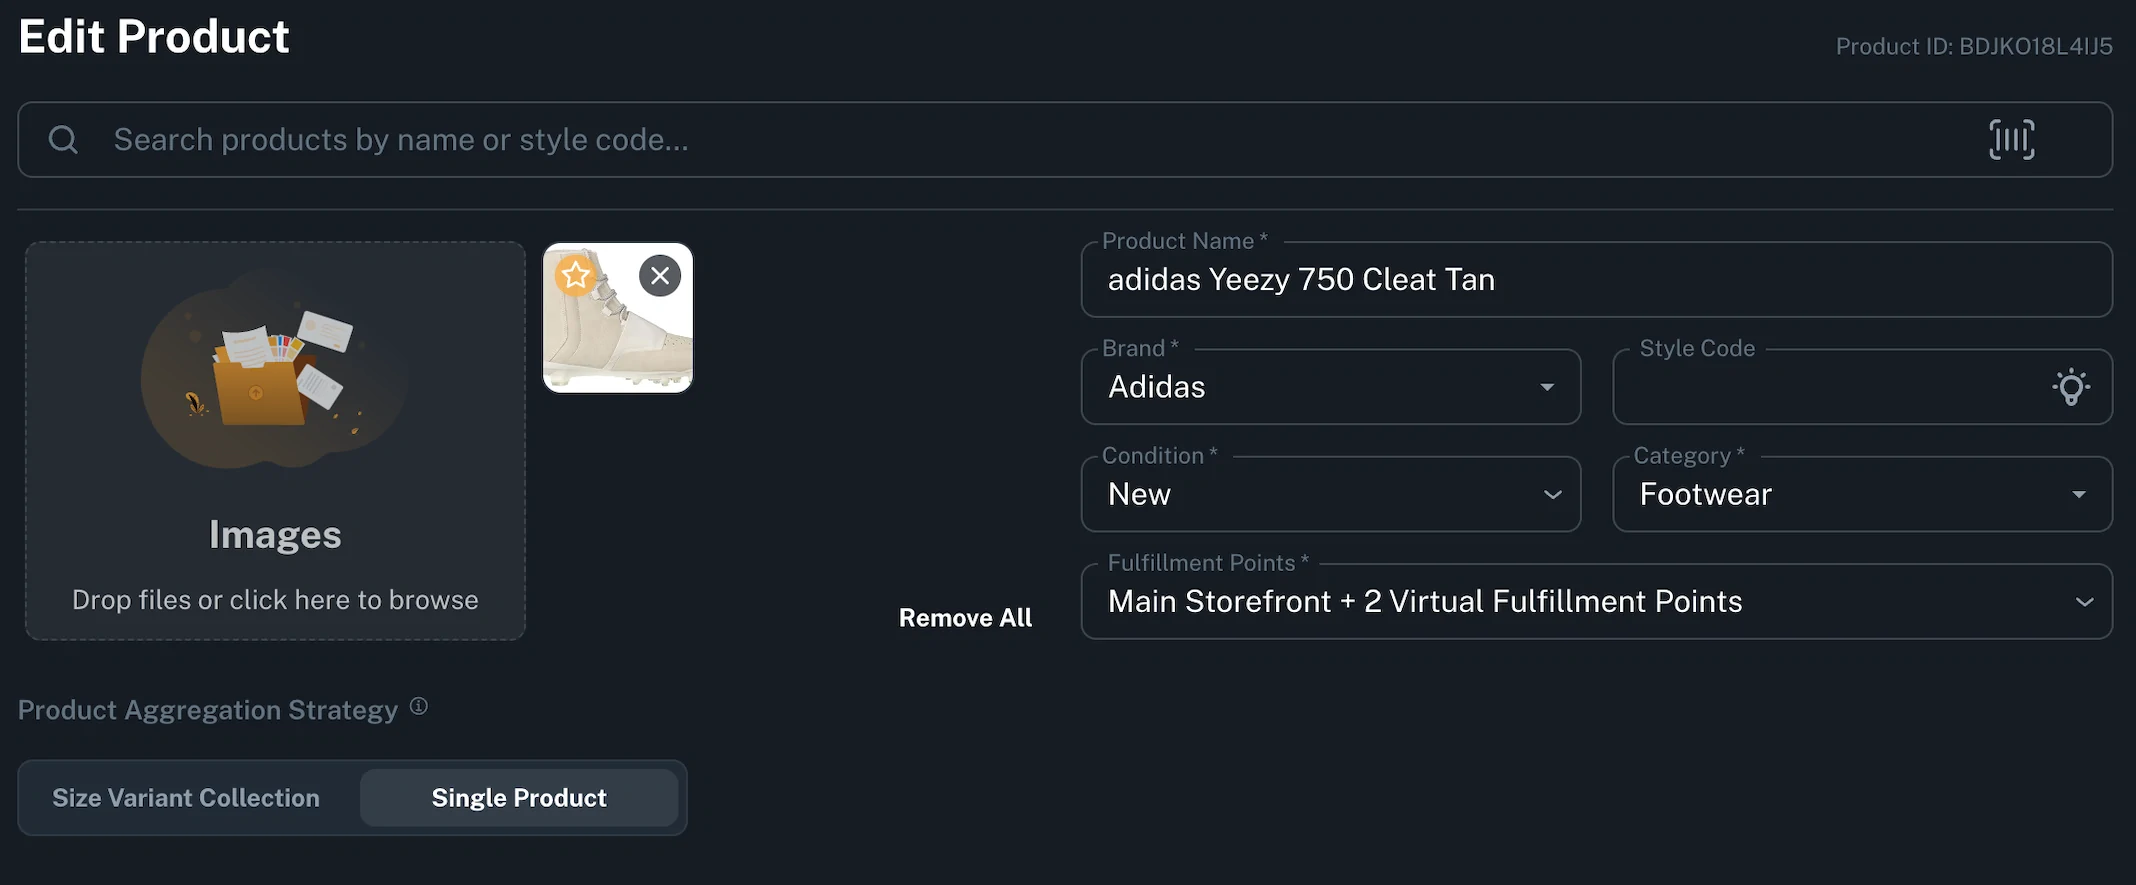 Edit Product
Product ID: BDJKO18L4IJ5
Search products by name or style code...
Product Name *
adidas Yeezy 750 Cleat Tan
Brand *
Adidas
Style Code
Condition *
New
Category *
Footwear
Images
Drop files or click here to browse
Remove All
Fulfillment Points *
Main Storefront + 2 Virtual Fulfillment Points
Product Aggregation Strategy
Size Variant Collection
Single Product